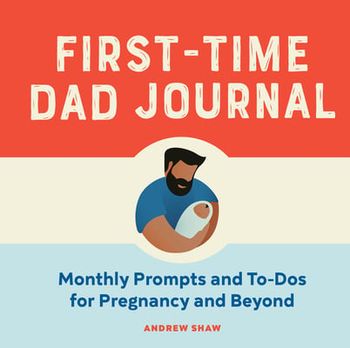 FIRST-TIME
DAD JOURNAL
Monthly Prompts and To-Dos
for Pregnancy and Beyond
ANDREW SHAW